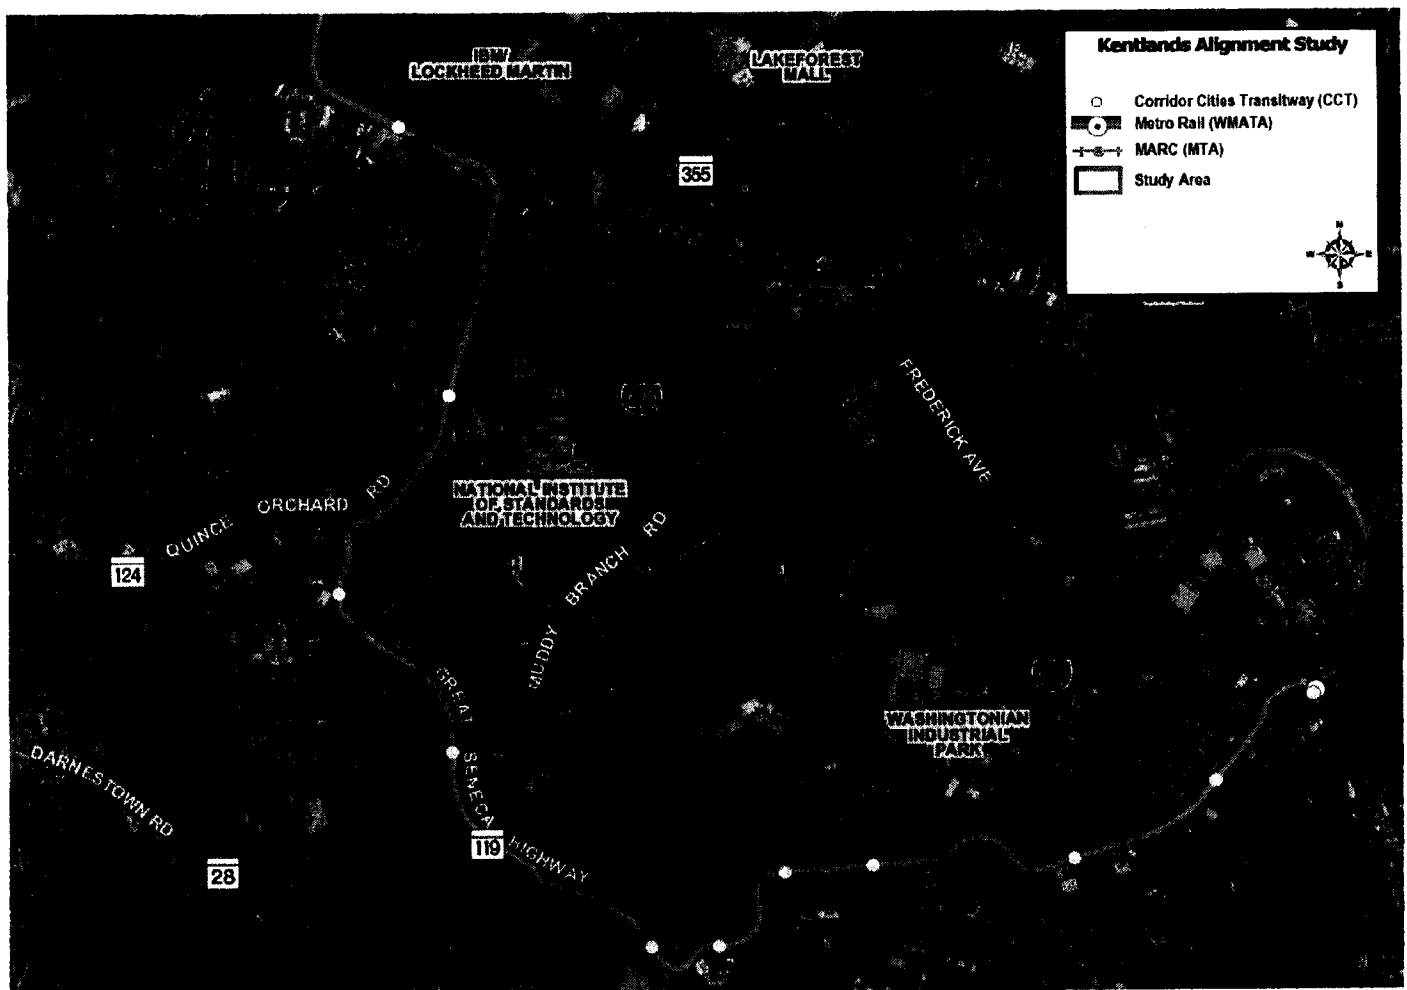 Kentlands Alignment Study
Corridor Cities Transitway (CCT)
Metro Rail (WMATA)
MARC (MTA)
Study Area
N
W
E
S
IBM
LOCKHEED MARTIN
LAKEFOREST
MALL
355
FREDERICK AVE
QUINCE ORCHARD RD
NATIONAL INSTITUTE
OF STANDARDS
AND TECHNOLOGY
124
MUDDY BRANCH RD
GREAT SENECA HIGHWAY
WASHINGTONIAN
INDUSTRIAL
PARK
DARNESTOWN RD
119
28